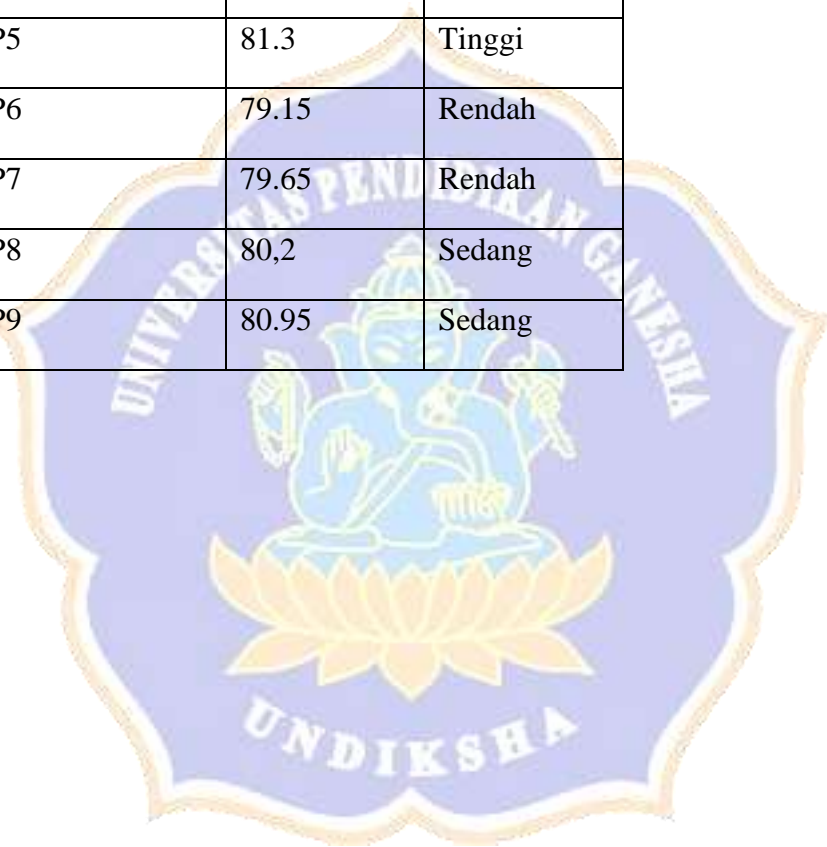 P5 81.3 Tinggi
P6 79.15 Rendah
P7 79.65 Rendah
P8 80,2 Sedang
P9 80.95 Sedang
UNIVERSITAS PENDIDIKAN GANESHA
UNDIKSHA